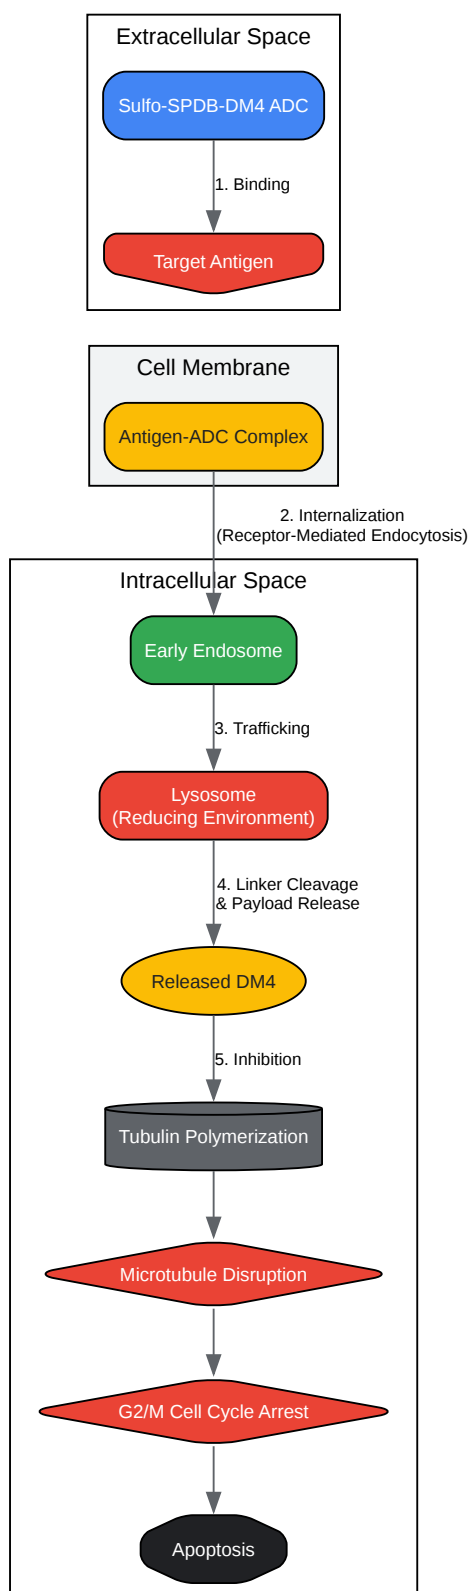 Extracellular Space
Sulfo-SPDB-DM4 ADC
1. Binding
Target Antigen
Cell Membrane
Antigen-ADC Complex
2. Internalization
(Receptor-Mediated Endocytosis)
Intracellular Space
Early Endosome
3. Trafficking
Lysosome
(Reducing Environment)
4. Linker Cleavage
& Payload Release
Released DM4
5. Inhibition
Tubulin Polymerization
Microtubule Disruption
G2/M Cell Cycle Arrest
Apoptosis